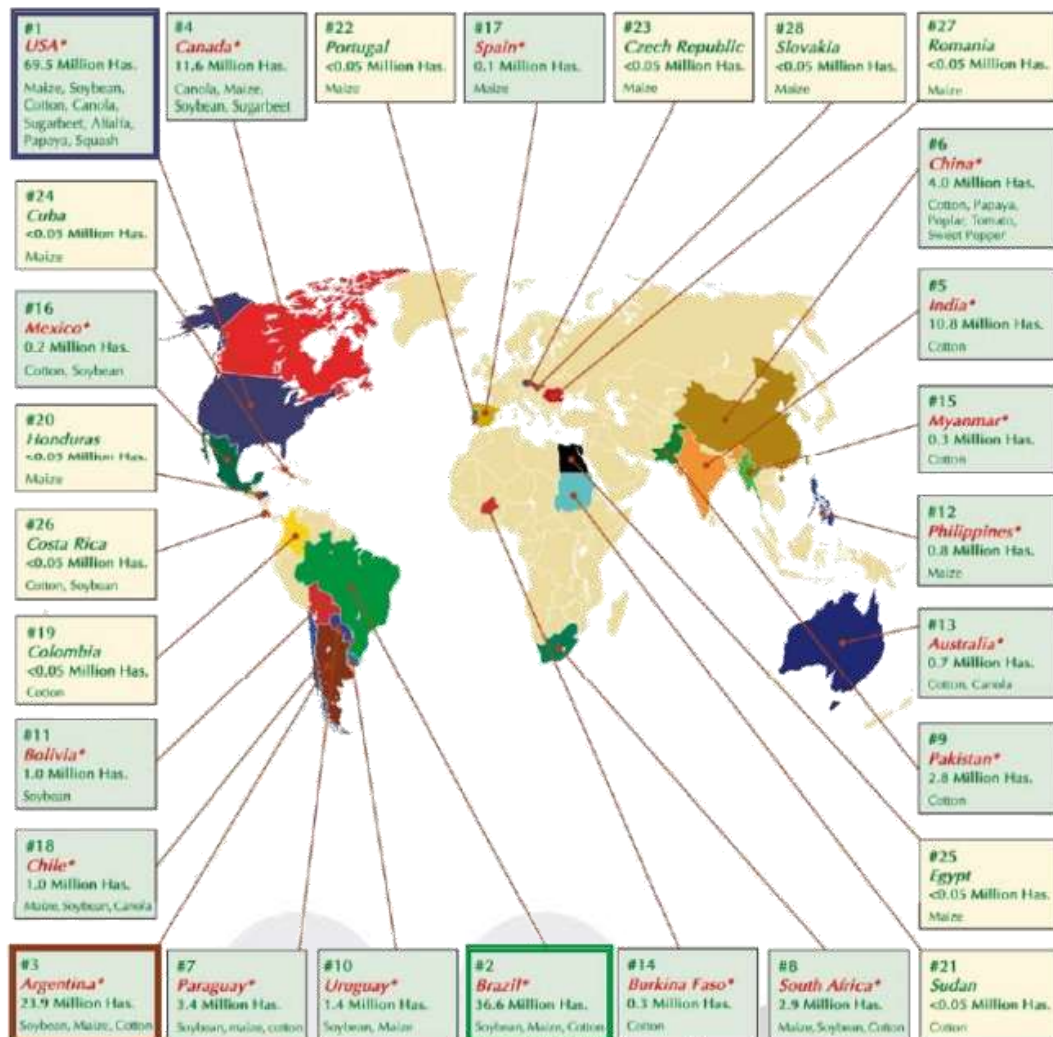 #1
USA*
69.5 Million Has.
Maize, Soybean,
Cotton, Canola,
Sugarbeet, Alfalfa,
Papaya, Squash
#4
Canada*
11.6 Million Has.
Canola, Maize,
Soybean, Sugarbeet
#22
Portugal
<0.05 Million Has.
Maize
#17
Spain*
0.1 Million Has.
Maize
#23
Czech Republic
<0.05 Million Has.
Maize
#28
Slovakia
<0.05 Million Has.
Maize
#27
Romania
<0.05 Million Has.
Maize
#24
Cuba
<0.05 Million Has.
Maize
#6
China*
4.0 Million Has.
Cotton, Papaya,
Poplar, Tomato,
Sweet Pepper
#16
Mexico*
0.2 Million Has.
Cotton, Soybean
#5
India*
10.8 Million Has.
Cotton
#20
Honduras
<0.05 Million Has.
Maize
#15
Myanmar*
0.3 Million Has.
Cotton
#26
Costa Rica
<0.05 Million Has.
Cotton, Soybean
#12
Philippines*
0.8 Million Has.
Maize
#19
Colombia
<0.05 Million Has.
Cotton
#13
Australia*
0.7 Million Has.
Cotton, Canola
#11
Bolivia*
1.0 Million Has.
Soybean
#9
Pakistan*
2.8 Million Has.
Cotton
#18
Chile*
1.0 Million Has.
Maize, Soybean, Canola
#25
Egypt
<0.05 Million Has.
Maize
#3
Argentina*
23.9 Million Has.
Soybean, Maize, Cotton
#7
Paraguay*
3.4 Million Has.
Soybean, maize, cotton
#10
Uruguay*
1.4 Million Has.
Soybean, Maize
#2
Brazil*
36.6 Million Has.
Soybean, Maize, Cotton
#14
Burkina Faso*
0.3 Million Has.
Cotton
#8
South Africa*
2.9 Million Has.
Maize, Soybean, Cotton
#21
Sudan
<0.05 Million Has.
Cotton